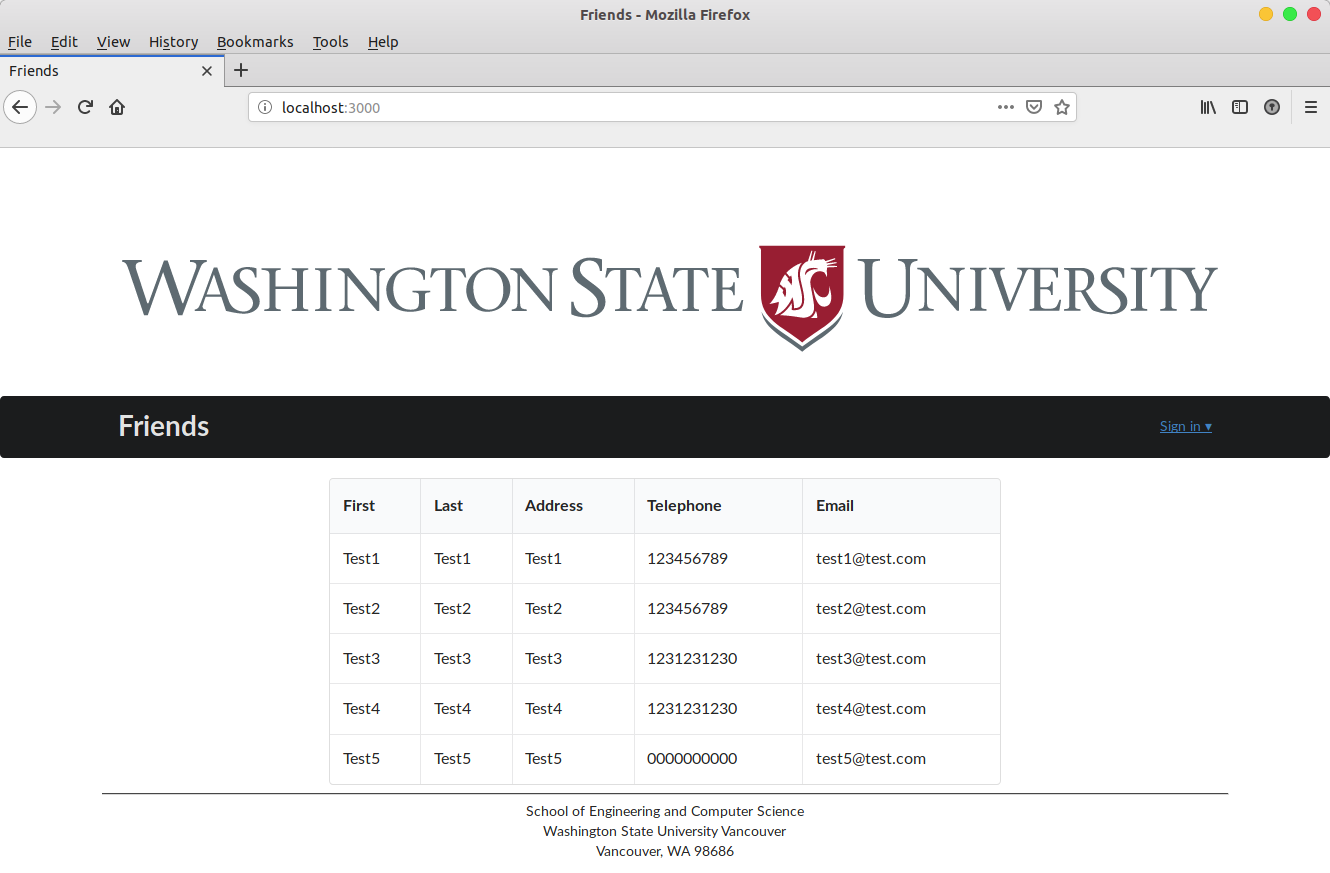 Friends - Mozilla Firefox
File Edit View History Bookmarks Tools Help
Friends
localhost:3000
WASHINGTON STATE UNIVERSITY
Friends Sign in ▾
First Last Address Telephone Email
Test1 Test1 Test1 123456789 test1@test.com
Test2 Test2 Test2 123456789 test2@test.com
Test3 Test3 Test3 1231231230 test3@test.com
Test4 Test4 Test4 1231231230 test4@test.com
Test5 Test5 Test5 0000000000 test5@test.com
School of Engineering and Computer Science
Washington State University Vancouver
Vancouver, WA 98686